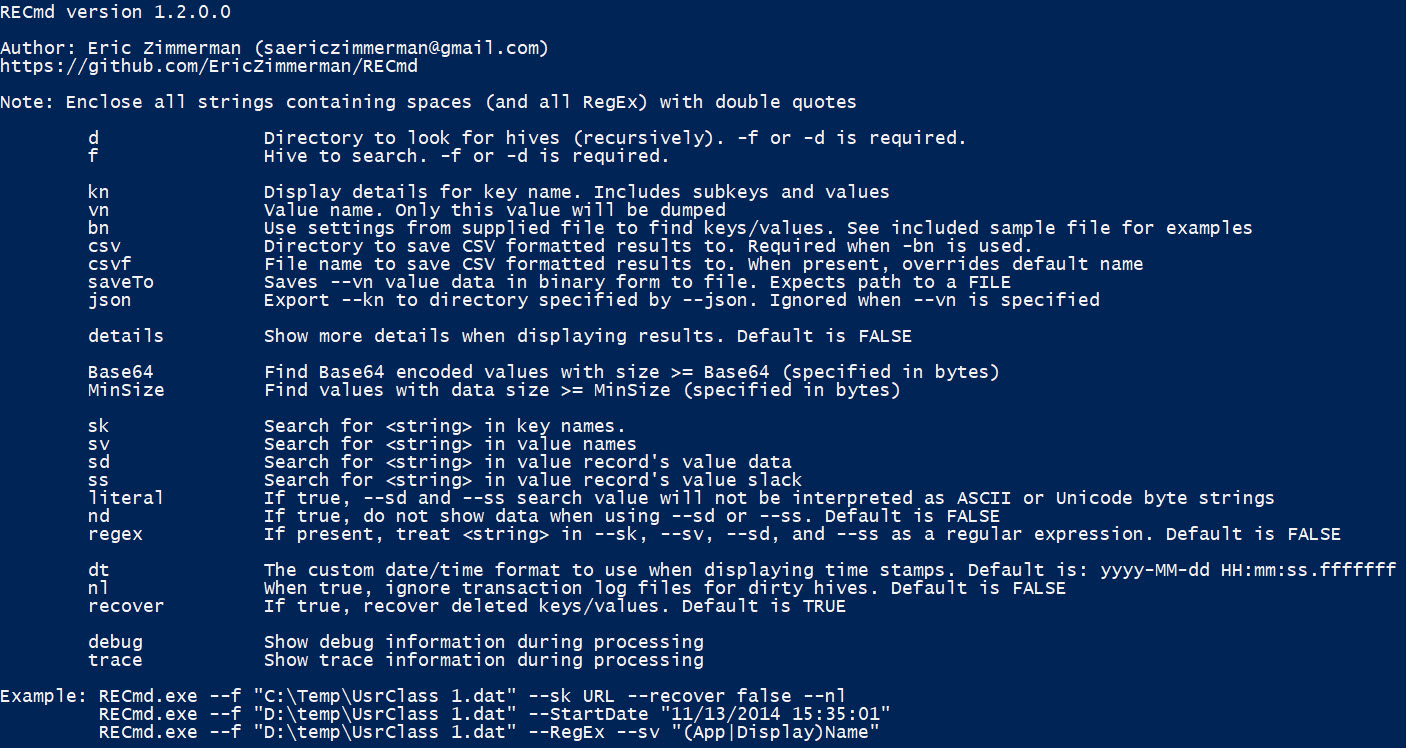 RECmd version 1.2.0.0
Author: Eric Zimmerman (saericzimmerman@gmail.com)
https://github.com/EricZimmerman/RECmd
Note: Enclose all strings containing spaces (and all RegEx) with double quotes
d Directory to look for hives (recursively). -f or -d is required.
f Hive to search. -f or -d is required.
kn Display details for key name. Includes subkeys and values
vn Value name. Only this value will be dumped
bn Use settings from supplied file to find keys/values. See included sample file for examples
csv Directory to save CSV formatted results to. Required when -bn is used.
csvf File name to save CSV formatted results to. When present, overrides default name
saveTo Saves --vn value data in binary form to file. Expects path to a FILE
json Export --kn to directory specified by --json. Ignored when --vn is specified
details Show more details when displaying results. Default is FALSE
Base64 Find Base64 encoded values with size >= Base64 (specified in bytes)
MinSize Find values with data size >= MinSize (specified in bytes)
sk Search for <string> in key names.
sv Search for <string> in value names
sd Search for <string> in value record's value data
ss Search for <string> in value record's value slack
literal If true, --sd and --ss search value will not be interpreted as ASCII or Unicode byte strings
nd If true, do not show data when using --sd or --ss. Default is FALSE
regex If present, treat <string> in --sk, --sv, --sd, and --ss as a regular expression. Default is FALSE
dt The custom date/time format to use when displaying time stamps. Default is: yyyy-MM-dd HH:mm:ss.fffffff
nl When true, ignore transaction log files for dirty hives. Default is FALSE
recover If true, recover deleted keys/values. Default is TRUE
debug Show debug information during processing
trace Show trace information during processing
Example: RECmd.exe --f "C:\Temp\UsrClass 1.dat" --sk URL --recover false --nl
RECmd.exe --f "D:\temp\UsrClass 1.dat" --StartDate "11/13/2014 15:35:01"
RECmd.exe --f "D:\temp\UsrClass 1.dat" --RegEx --sv "(App|Display)Name"